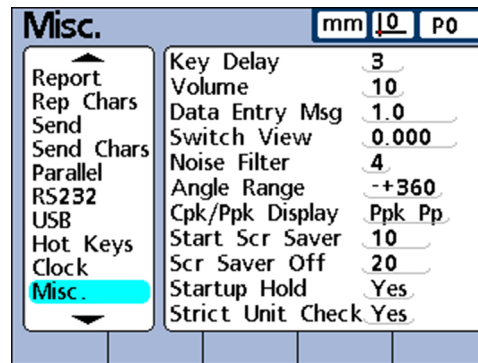 Misc.
mm
0
P0
Report
Rep Chars
Send
Send Chars
Parallel
RS232
USB
Hot Keys
Clock
Misc.
Key Delay 3
Volume 10
Data Entry Msg 1.0
Switch View 0.000
Noise Filter 4
Angle Range -+360
Cpk/Ppk Display Ppk Pp
Start Scr Saver 10
Scr Saver Off 20
Startup Hold Yes
Strict Unit Check Yes